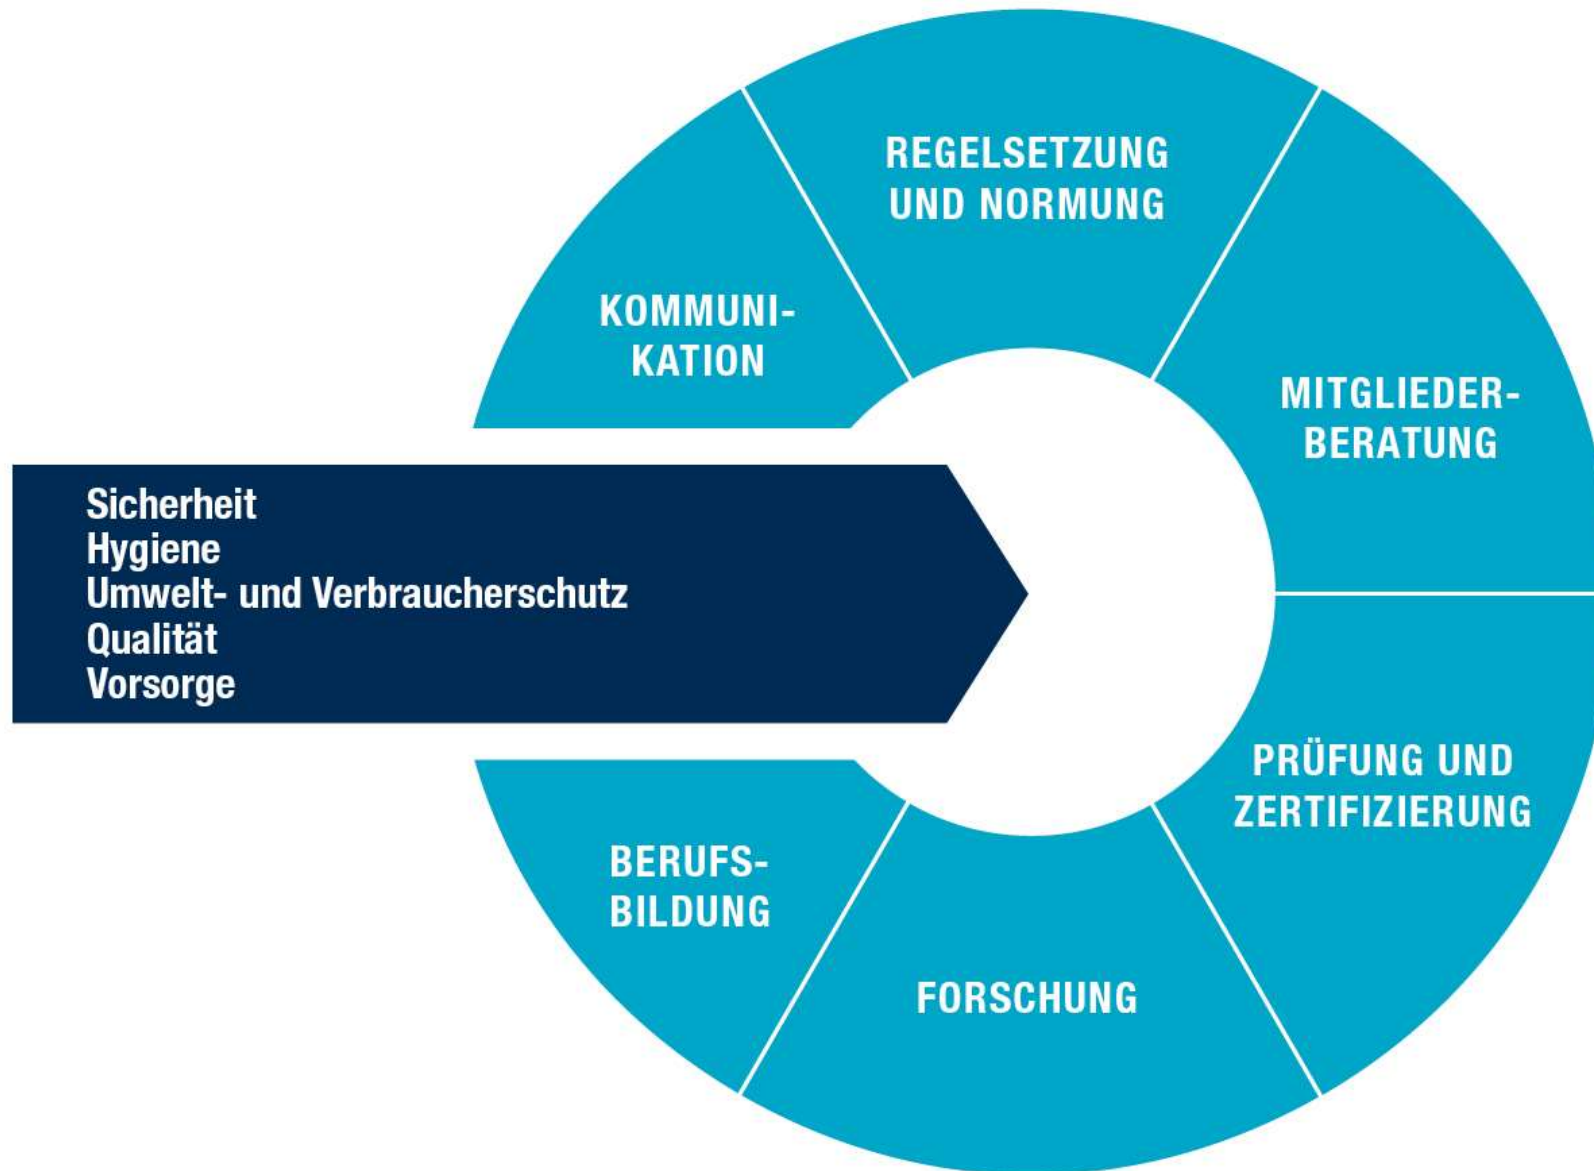 REGELSETZUNG
UND NORMUNG
KOMMUNI-
KATION
MITGLIEDER-
BERATUNG
Sicherheit
Hygiene
Umwelt- und Verbraucherschutz
Qualität
Vorsorge
PRÜFUNG UND
ZERTIFIZIERUNG
BERUFS-
BILDUNG
FORSCHUNG